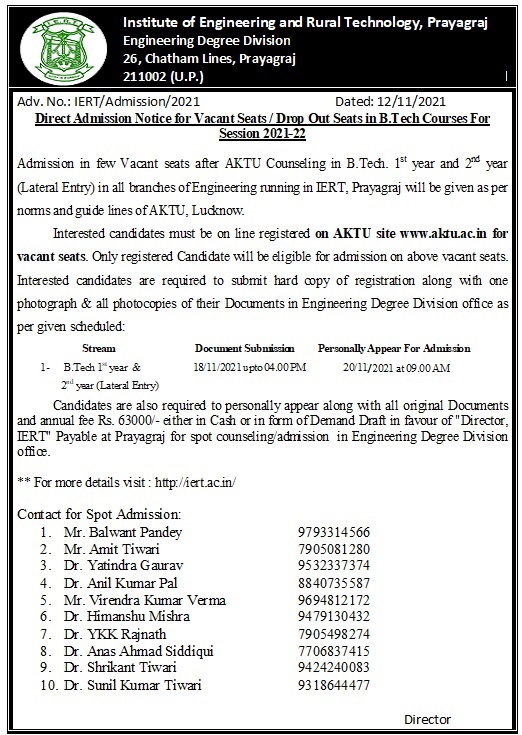 Institute of Engineering and Rural Technology, Prayagraj
Engineering Degree Division
26, Chatham Lines, Prayagraj
211002 (U.P.)
Adv. No.: IERT/Admission/2021 Dated: 12/11/2021
Direct Admission Notice for Vacant Seats / Drop Out Seats in B.Tech Courses For
Session 2021-22
Admission in few Vacant seats after AKTU Counseling in B.Tech. 1st year and 2nd year
(Lateral Entry) in all branches of Engineering running in IERT, Prayagraj will be given as per
norms and guide lines of AKTU, Lucknow.
Interested candidates must be on line registered on AKTU site www.aktu.ac.in for
vacant seats. Only registered Candidate will be eligible for admission on above vacant seats.
Interested candidates are required to submit hard copy of registration along with one
photograph & all photocopies of their Documents in Engineering Degree Division office as
per given scheduled:
Stream Document Submission Personally Appear For Admission
1- B.Tech 1st year & 18/11/2021 upto 04.00 PM 20/11/2021 at 09.00 AM
2nd year (Lateral Entry)
Candidates are also required to personally appear along with all original Documents
and annual fee Rs. 63000/- either in Cash or in form of Demand Draft in favour of "Director,
IERT" Payable at Prayagraj for spot counseling/admission in Engineering Degree Division
office.
** For more details visit : http://iert.ac.in/
Contact for Spot Admission:
1. Mr. Balwant Pandey 9793314566
2. Mr. Amit Tiwari 7905081280
3. Dr. Yatindra Gaurav 9532337374
4. Dr. Anil Kumar Pal 8840735587
5. Mr. Virendra Kumar Verma 9694812172
6. Dr. Himanshu Mishra 9479130432
7. Dr. YKK Rajnath 7905498274
8. Dr. Anas Ahmad Siddiqui 7706837415
9. Dr. Shrikant Tiwari 9424240083
10. Dr. Sunil Kumar Tiwari 9318644477
Director